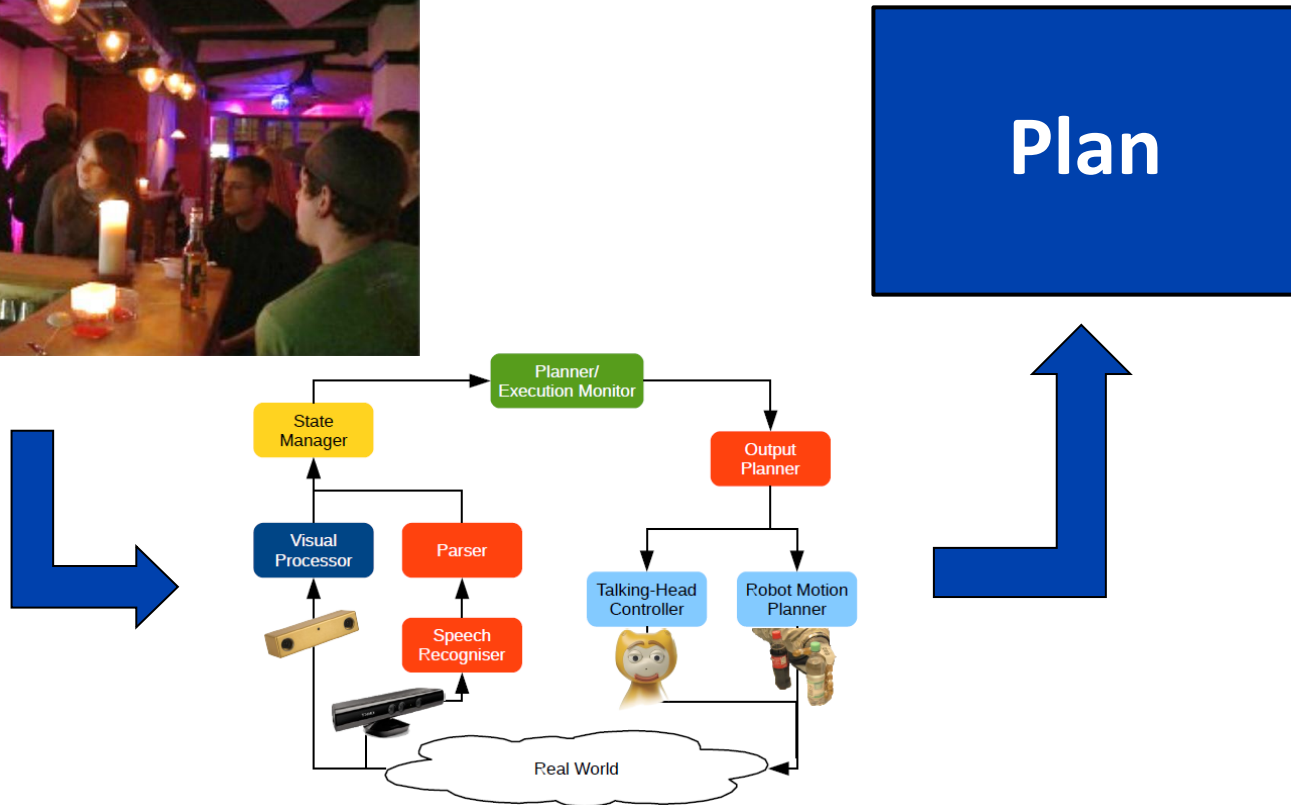 Plan
Planner/
Execution Monitor
State
Manager
Output
Planner
Visual
Processor
Parser
Talking-Head
Controller
Robot Motion
Planner
Speech
Recogniser
Real World